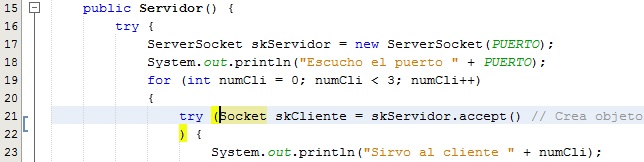 15 public Servidor() {
16 try {
17 ServerSocket skServidor = new ServerSocket(PUERTO);
18 System.out.println("Escucho el puerto " + PUERTO);
19 for (int numCli = 0; numCli < 3; numCli++)
20 {
21 try (Socket skCliente = skServidor.accept() // Crea objeto
22 ) {
23 System.out.println("Sirvo al cliente " + numCli);